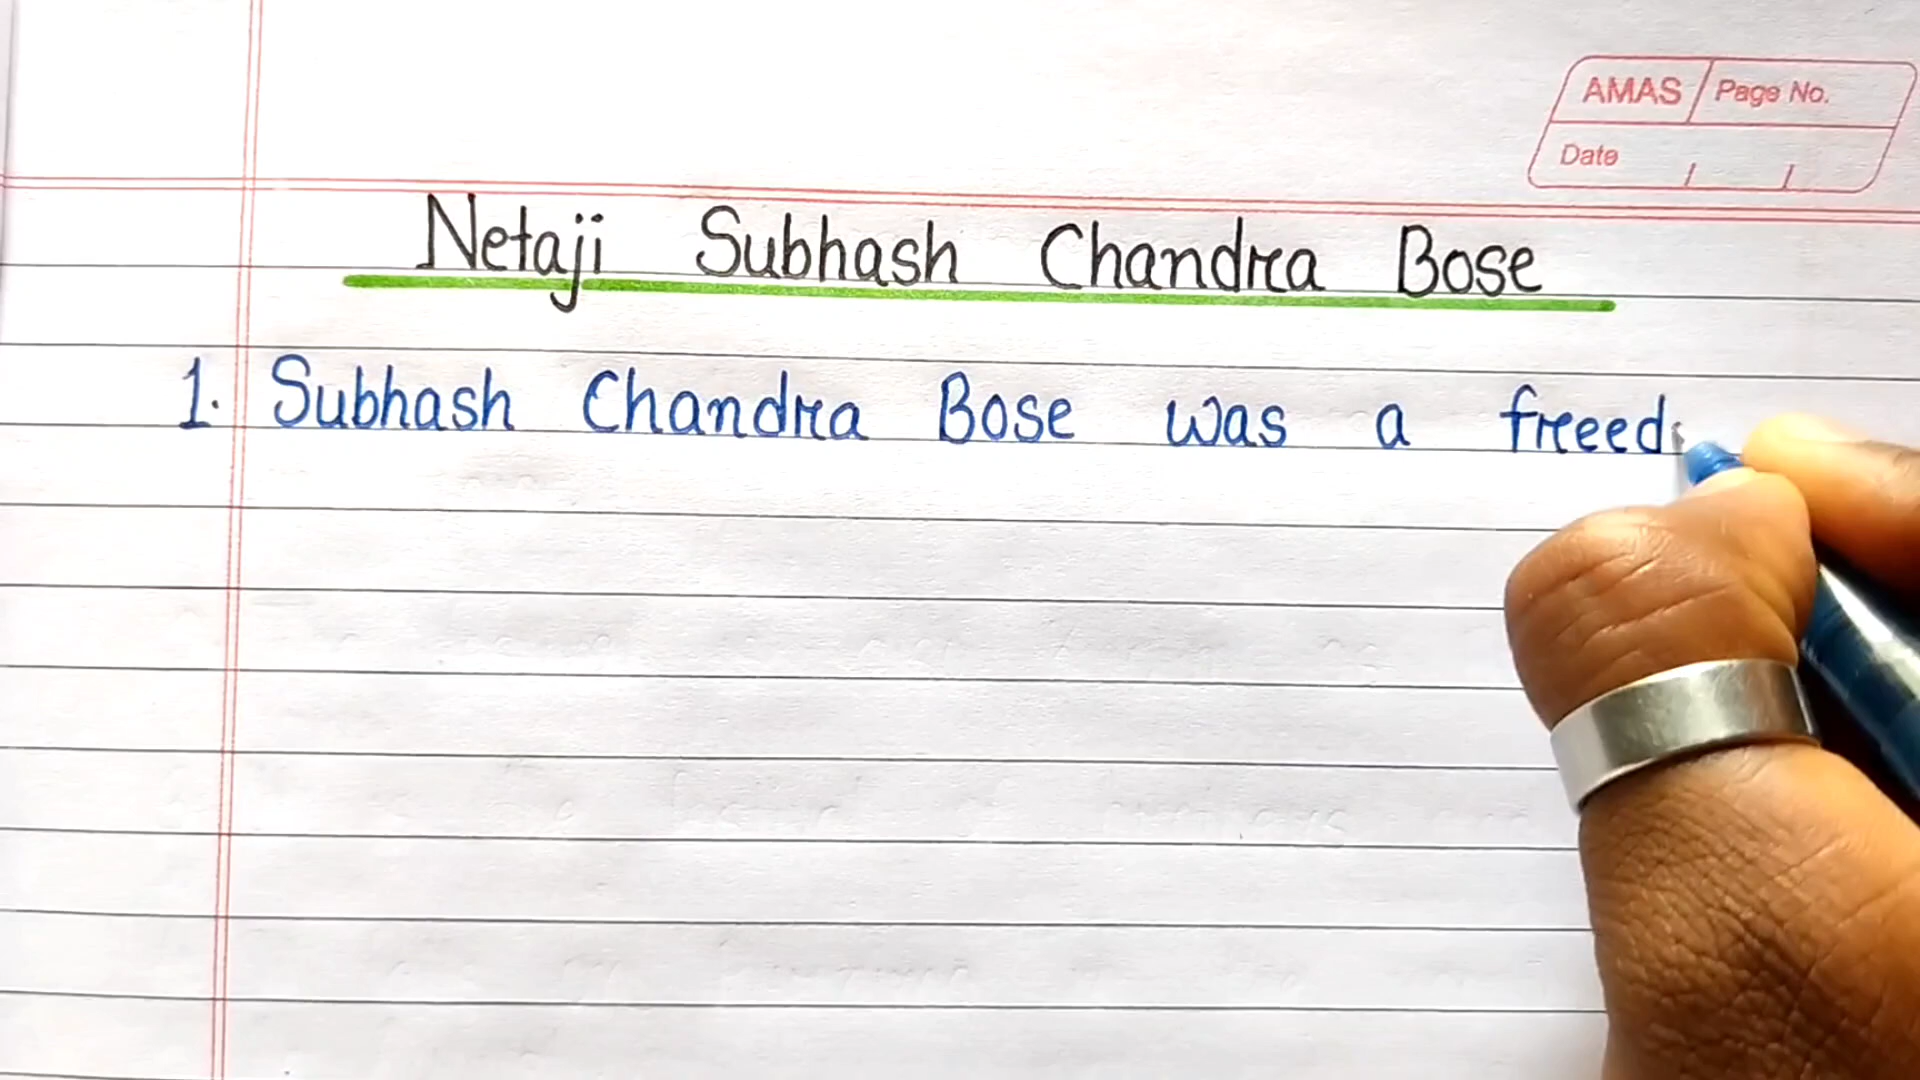 AMAS Page No.
Date / /
Netaji Subhash Chandra Bose
1. Subhash Chandra Bose was a freed